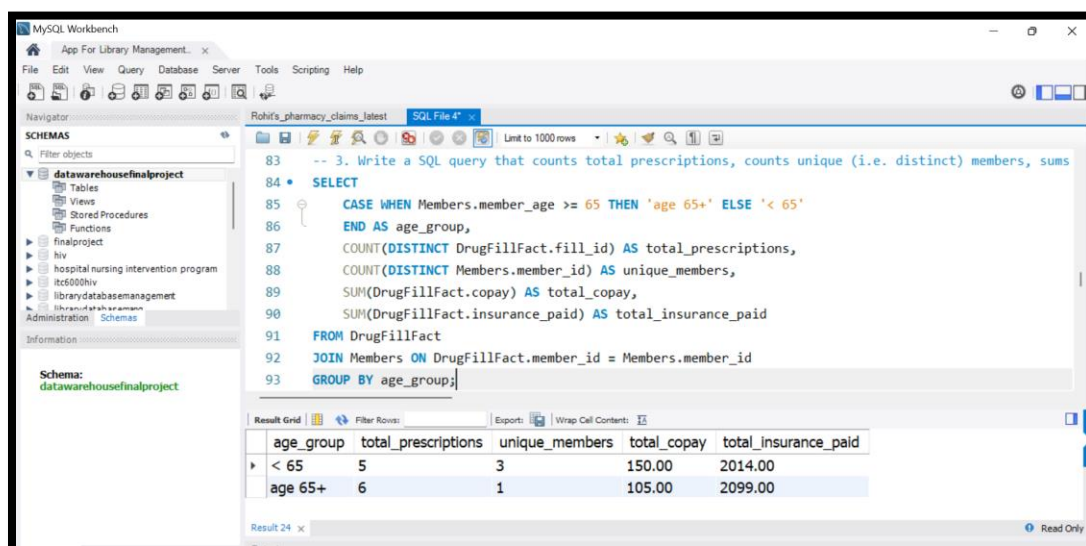 MySQL Workbench
App For Library Management..
File Edit View Query Database Server Tools Scripting Help
Navigator
SCHEMAS
Filter objects
datawarehousefinalproject
Tables
Views
Stored Procedures
Functions
finalproject
hiv
hospital nursing intervention program
itc6000hiv
librarydatabasemanagement
Administration Schemas
Information
Schema:
datawarehousefinalproject
Rohit's_pharmacy_claims_latest SQL File 4*
Limit to 1000 rows
83 -- 3. Write a SQL query that counts total prescriptions, counts unique (i.e. distinct) members, sums
84 SELECT
85 CASE WHEN Members.member_age >= 65 THEN 'age 65+' ELSE '< 65'
86 END AS age_group,
87 COUNT(DISTINCT DrugFillFact.fill_id) AS total_prescriptions,
88 COUNT(DISTINCT Members.member_id) AS unique_members,
89 SUM(DrugFillFact.copay) AS total_copay,
90 SUM(DrugFillFact.insurance_paid) AS total_insurance_paid
91 FROM DrugFillFact
92 JOIN Members ON DrugFillFact.member_id = Members.member_id
93 GROUP BY age_group;
Result Grid Filter Rows: Export: Wrap Cell Content:
age_group total_prescriptions unique_members total_copay total_insurance_paid
< 65 5 3 150.00 2014.00
age 65+ 6 1 105.00 2099.00
Result 24 Read Only